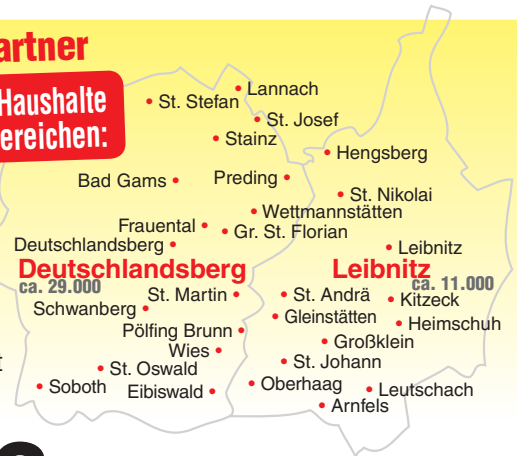 artner
Haushalte
ereichen:
• Lannach
• St. Stefan
• St. Josef
• Stainz
• Hengsberg
Bad Gams •
Preding •
• St. Nikolai
• Wettmannstätten
Frauental •
• Gr. St. Florian
Deutschlandsberg •
• Leibnitz
Deutschlandsberg
ca. 29.000
Leibnitz
ca. 11.000
St. Martin •
• St. Andrä
• Kitzeck
Schwanberg •
• Gleinstätten
• Heimschuh
Pölfing Brunn •
• Großklein
Wies •
• St. Johann
t
• St. Oswald
• Soboth
Eibiswald •
• Oberhaag
• Leutschach
• Arnfels